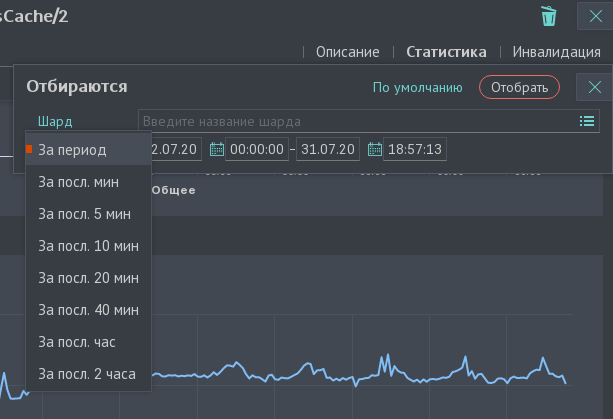 sCache/2
Описание Статистика Инвалидация
Отбираются По умолчанию Отобрать
Шард Введите название шарда
За период 2.07.20 00:00:00 – 31.07.20 18:57:13
Общее
За посл. мин
За посл. 5 мин
За посл. 10 мин
За посл. 20 мин
За посл. 40 мин
За посл. час
За посл. 2 часа